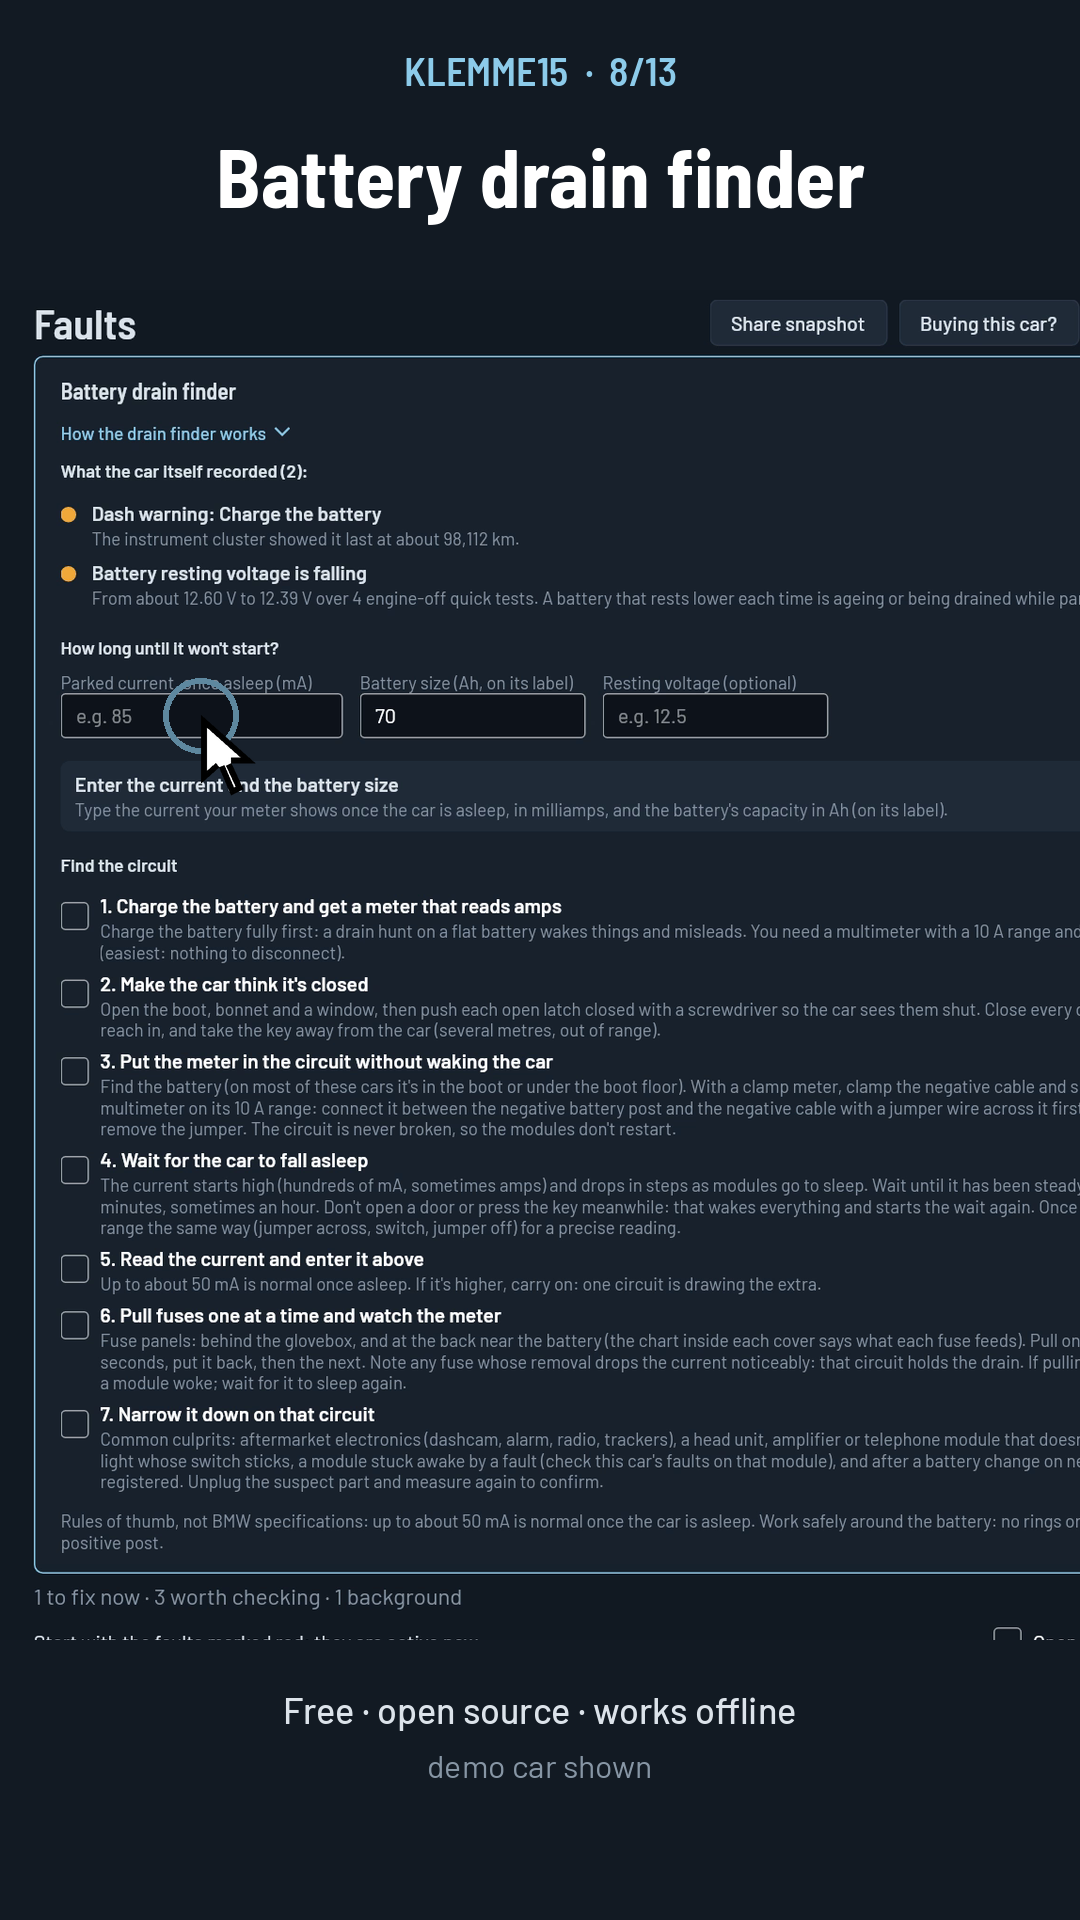 KLEMME15 · 8/13
Battery drain finder
Faults
Share snapshot
Buying this car?
Battery drain finder
How the drain finder works
What the car itself recorded (2):
Dash warning: Charge the battery
The instrument cluster showed it last at about 98,112 km.
Battery resting voltage is falling
From about 12.60 V to 12.39 V over 4 engine-off quick tests. A battery that rests lower each time is ageing or being drained while
How long until it won't start?
Parked current asleep (mA)
Battery size (Ah, on its label)
Resting voltage (optional)
e.g. 85
70
e.g. 12.5
Enter the current and the battery size
Type the current your meter shows once the car is asleep, in milliamps, and the battery's capacity in Ah (on its label).
Find the circuit
1. Charge the battery and get a meter that reads amps
Charge the battery fully first: a drain hunt on a flat battery wakes things and misleads. You need a multimeter with a 10 A range and
(easiest: nothing to disconnect).
2. Make the car think it's closed
Open the boot, bonnet and a window, then push each open latch closed with a screwdriver so the car sees them shut. Close every
reach in, and take the key away from the car (several metres, out of range).
3. Put the meter in the circuit without waking the car
Find the battery (on most of these cars it's in the boot or under the boot floor). With a clamp meter, clamp the negative cable and
multimeter on its 10 A range: connect it between the negative battery post and the negative cable with a jumper wire across it first
remove the jumper. The circuit is never broken, so the modules don't restart.
4. Wait for the car to fall asleep
The current starts high (hundreds of mA, sometimes amps) and drops in steps as modules go to sleep. Wait until it has been steady
minutes, sometimes an hour. Don't open a door or press the key meanwhile: that wakes everything and starts the wait again. Once
range the same way (jumper across, switch, jumper off) for a precise reading.
5. Read the current and enter it above
Up to about 50 mA is normal once asleep. If it's higher, carry on: one circuit is drawing the extra.
6. Pull fuses one at a time and watch the meter
Fuse panels: behind the glovebox, and at the back near the battery (the chart inside each cover says what each fuse feeds). Pull
seconds, put it back, then the next. Note any fuse whose removal drops the current noticeably: that circuit holds the drain. If
a module woke; wait for it to sleep again.
7. Narrow it down on that circuit
Common culprits: aftermarket electronics (dashcam, alarm, radio, trackers), a head unit, amplifier or telephone module that
light whose switch sticks, a module stuck awake by a fault (check this car's faults on that module), and after a battery change on
registered. Unplug the suspect part and measure again to confirm.
Rules of thumb, not BMW specifications: up to about 50 mA is normal once the car is asleep. Work safely around the battery: no rings or
positive post.
1 to fix now · 3 worth checking · 1 background
Free · open source · works offline
demo car shown